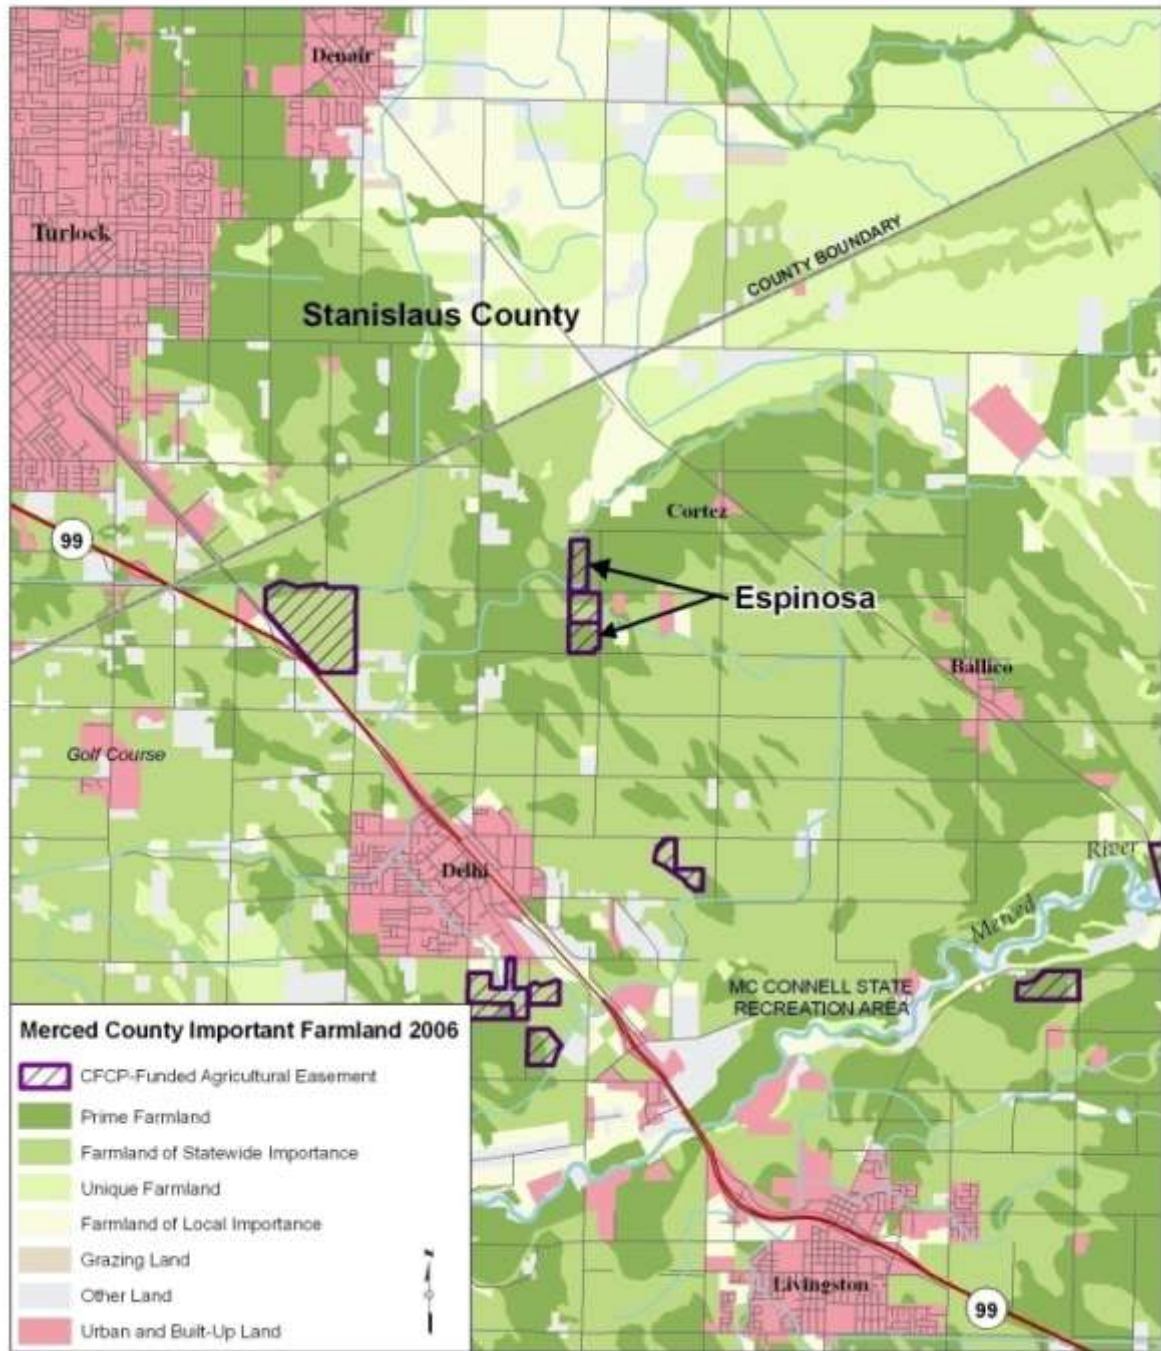 Denair
Turlock
COUNTY BOUNDARY
Stanislaus County
Cortez
99
Espinosa
Ballico
Golf Course
Delhi
River
Merced
MC CONNELL STATE
RECREATION AREA
Merced County Important Farmland 2006
CFCP-Funded Agricultural Easement
Prime Farmland
Farmland of Statewide Importance
Unique Farmland
Farmland of Local Importance
Grazing Land
Other Land
Urban and Built-Up Land
Livingston
99